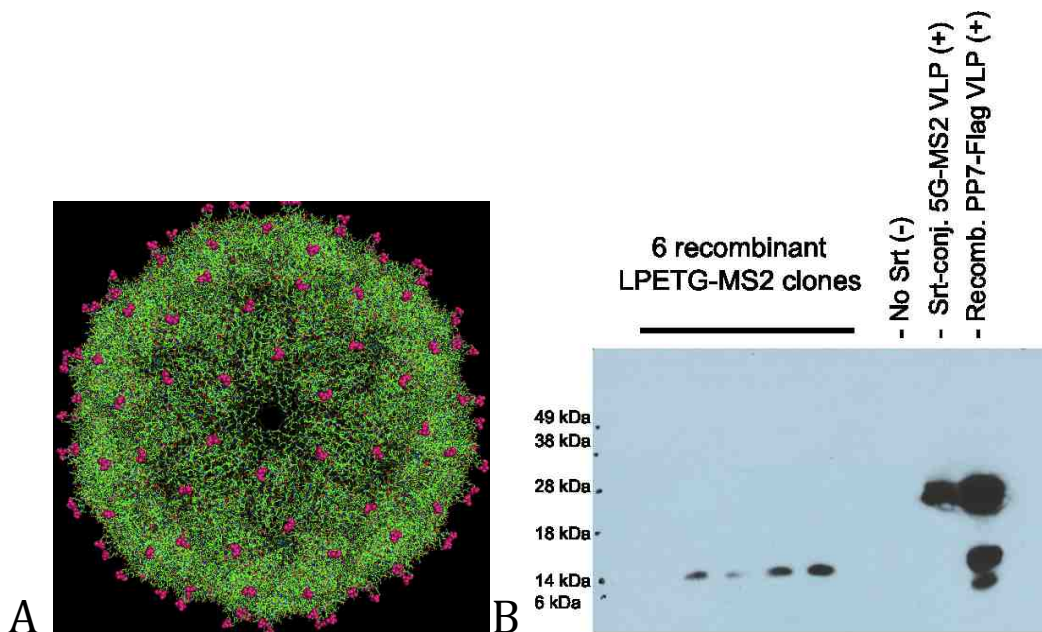 A
B
6 recombinant
LPETG-MS2 clones
- No Srt (-)
- Srt-conj. 5G-MS2 VLP (+)
- Recomb. PP7-Flag VLP (+)
49 kDa
38 kDa
28 kDa
18 kDa
14 kDa
6 kDa